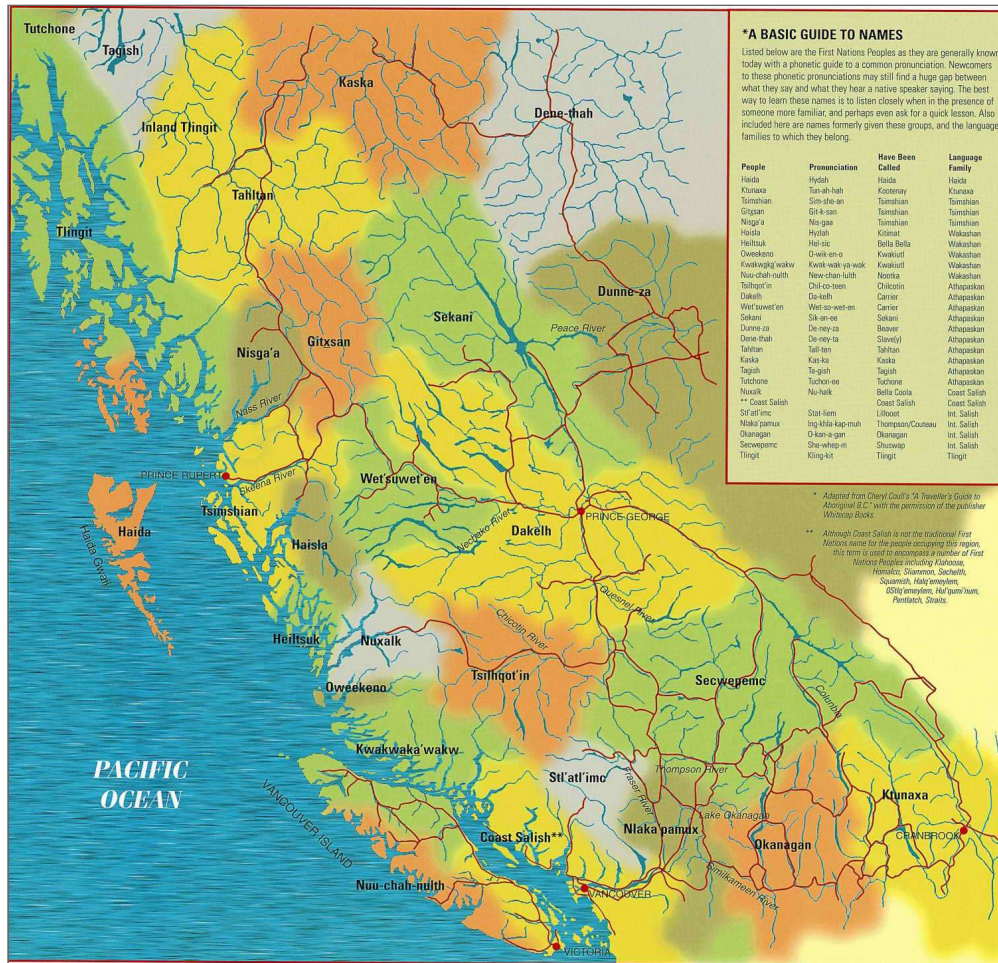 Tutchone
Tagish
Kaska
Dene-thah
Inland Tlingit
Tahltan
Tlingit
Dunne-za
Sekani
Peace River
Gitxsan
Nisga'a
Nass River
PRINCE RUPERT
Skeena River
Wet'suwet'en
Tsimshian
PRINCE GEORGE
Nechako River
Dakelh
Haida
Haida Gwaii
Haisla
Quesnel River
Chicotin River
Heiltsuk
Nuxalk
Tsilhqot'in
Secwepemc
Oweekeno
Columbia
Kwakwaka'wakw
PACIFIC
OCEAN
Stl'atl'imc
Thompson River
Fraser River
Ktunaxa
VANCOUVER ISLAND
Lake Okanagan
Nlaka pamux
Coast Salish**
Okanagan
CRANBROOK
Similkameen River
Nuu-chah-nulth
VANCOUVER
VICTORIA
*A BASIC GUIDE TO NAMES
Listed below are the First Nations Peoples as they are generally known
today with a phonetic guide to a common pronunciation. Newcomers
to these phonetic pronunciations may still find a huge gap between
what they say and what they hear a native speaker saying. The best
way to learn these names is to listen closely when in the presence of
someone more familiar, and perhaps even ask for a quick lesson. Also
included here are names formerly given these groups, and the language
families to which they belong.
Have Been Language
People Pronunciation Called Family
Haida Hydah Haida Haida
Ktunaxa Tun-ah-hah Kootenay Ktunaxa
Tsimshian Sim-she-an Tsimshian Tsimshian
Gitxsan Git-k-san Tsimshian Tsimshian
Nisga'a Nis-gaa Tsimshian Tsimshian
Haisla Hyzlah Kitimat Wakashan
Heiltsuk Hel-sic Bella Bella Wakashan
Oweekeno O-wik-en-o Kwakiutl Wakashan
Kwakwgkg'wakw Kwok-wak-ya-wak Kwakiutl Wakashan
Nuu-chah-nulth New-chan-lulth Nootka Wakashan
Tsilhqot'in Chil-co-teen Chilcotin Athapaskan
Dakelh Da-kelh Carrier Athapaskan
Wet'suwet'en Wet-so-wet-en Carrier Athapaskan
Sekani Sik-an-ee Sekani Athapaskan
Dunne-za De-ney-za Beaver Athapaskan
Dene-thah De-ney-ta Slave(y) Athapaskan
Tahltan Tall-ten Tahltan Athapaskan
Kaska Kas-ka Kaska Athapaskan
Tagish Ta-gish Tagish Athapaskan
Tutchone Tuchon-ee Tuchone Athapaskan
Nuxalk Nu-halk Bella Coola Coast Salish
** Coast Salish Coast Salish Coast Salish
Stl'atl'imc Stat-liem Lillooet Int. Salish
Nlaka'pamux Ing-khla-kap-muh Thompson/Couteau Int. Salish
Okanagan O-kan-a-gan Okanagan Int. Salish
Secwepemc She-whep-m Shuswap Int. Salish
Tlingit Kling-kit Tlingit Tlingit
* Adapted from Cheryl Coull's "A Traveller's Guide to
Aboriginal B.C." with the permission of the publisher
Whitecap Books.
** Although Coast Salish is not the traditional First
Nations name for the people occupying this region,
this term is used to encompass a number of First
Nations Peoples including Klahoose,
Homalco, Sliammon, Sechelth,
Squamish, Halq'emeylem,
OStlq'emeylem, Hul'qumi'num,
Pentlatch, Straits.